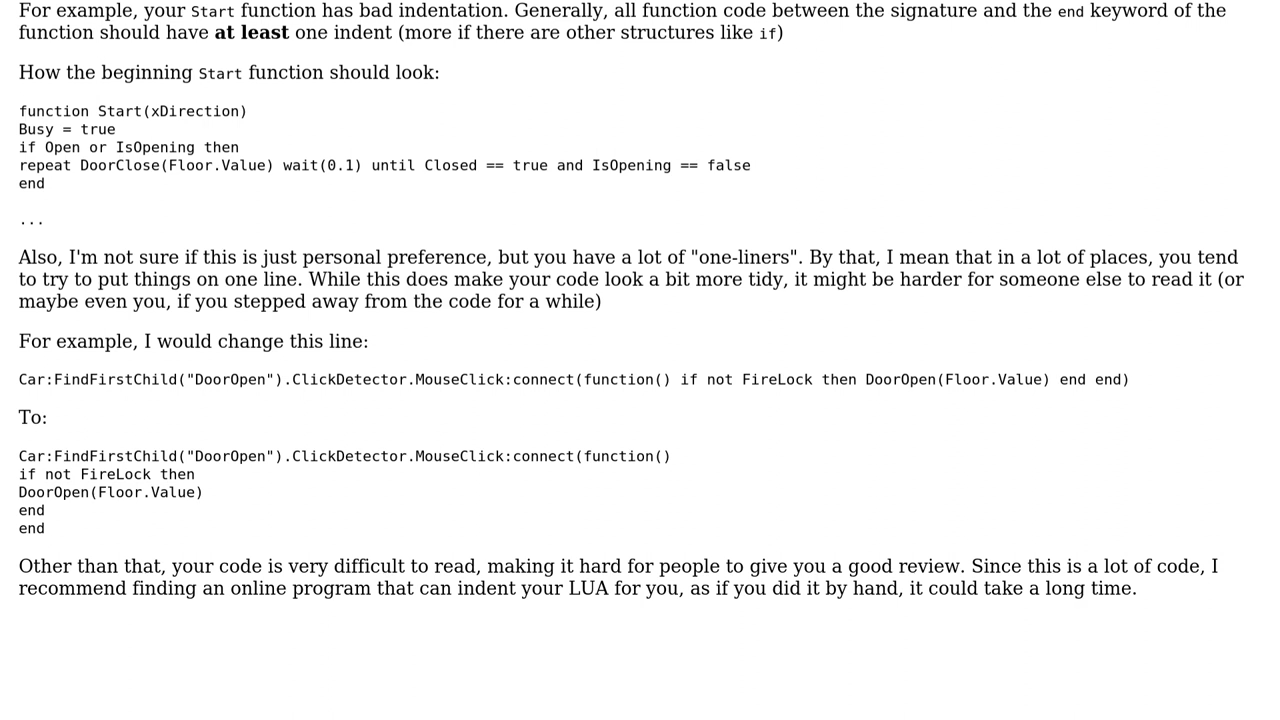 For example, your Start function has bad indentation. Generally, all function code between the signature and the end keyword of the
function should have at least one indent (more if there are other structures like if)
How the beginning Start function should look:
function Start(xDirection)
Busy = true
if Open or IsOpening then
repeat DoorClose(Floor.Value) wait(0.1) until Closed == true and IsOpening == false
end
...
Also, I'm not sure if this is just personal preference, but you have a lot of "one-liners". By that, I mean that in a lot of places, you tend
to try to put things on one line. While this does make your code look a bit more tidy, it might be harder for someone else to read it (or
maybe even you, if you stepped away from the code for a while)
For example, I would change this line:
Car:FindFirstChild("DoorOpen").ClickDetector.MouseClick:connect(function() if not FireLock then DoorOpen(Floor.Value) end end)
To:
Car:FindFirstChild("DoorOpen").ClickDetector.MouseClick:connect(function()
if not FireLock then
DoorOpen(Floor.Value)
end
end
Other than that, your code is very difficult to read, making it hard for people to give you a good review. Since this is a lot of code, I
recommend finding an online program that can indent your LUA for you, as if you did it by hand, it could take a long time.